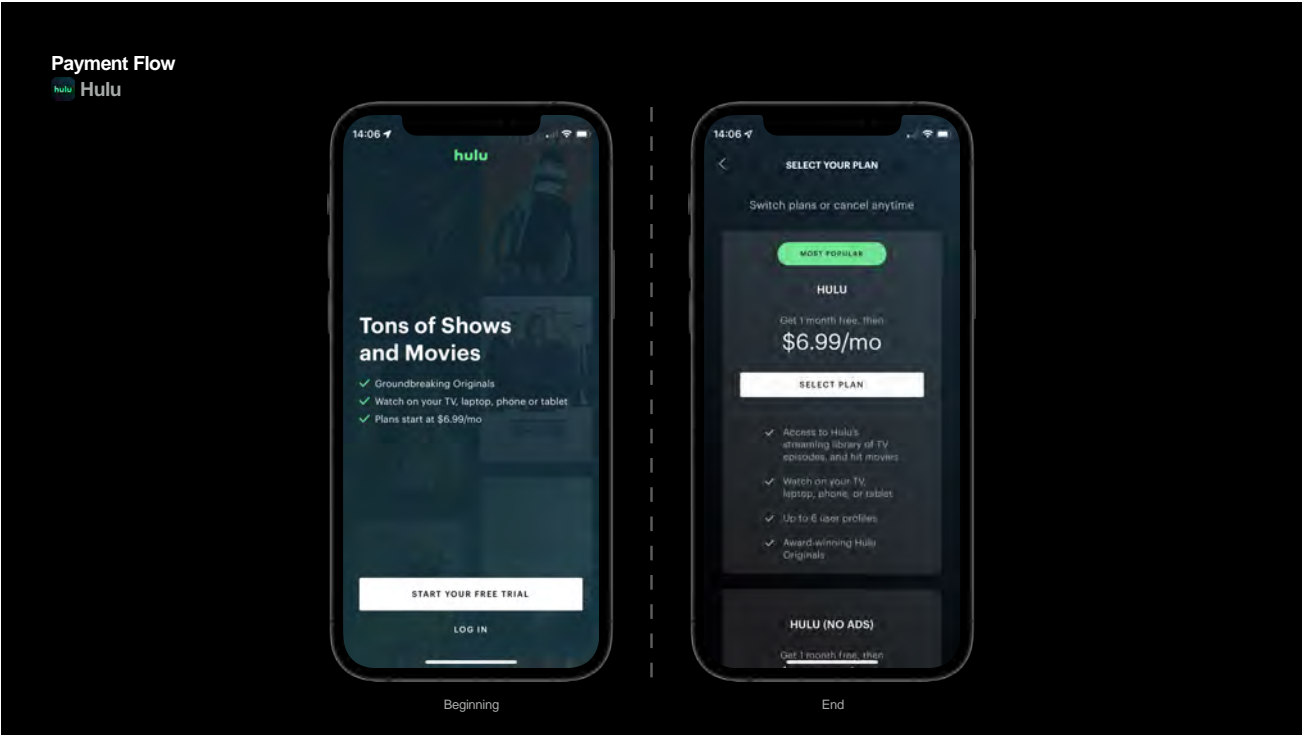 Payment Flow
hulu Hulu
14:06
hulu
Tons of Shows
and Movies
Groundbreaking Originals
Watch on your TV, laptop, phone or tablet
Plans start at $6.99/mo
START YOUR FREE TRIAL
LOG IN
Beginning
14:06
SELECT YOUR PLAN
Switch plans or cancel anytime
MOST POPULAR
HULU
Get 1 month free, then
$6.99/mo
SELECT PLAN
Access to Hulu's
streaming library of TV
episodes, and hit movies
Watch on your TV,
laptop, phone, or tablet
Up to 6 user profiles
Award-winning Hulu
Originals
HULU (NO ADS)
Get 1 month free, then
End